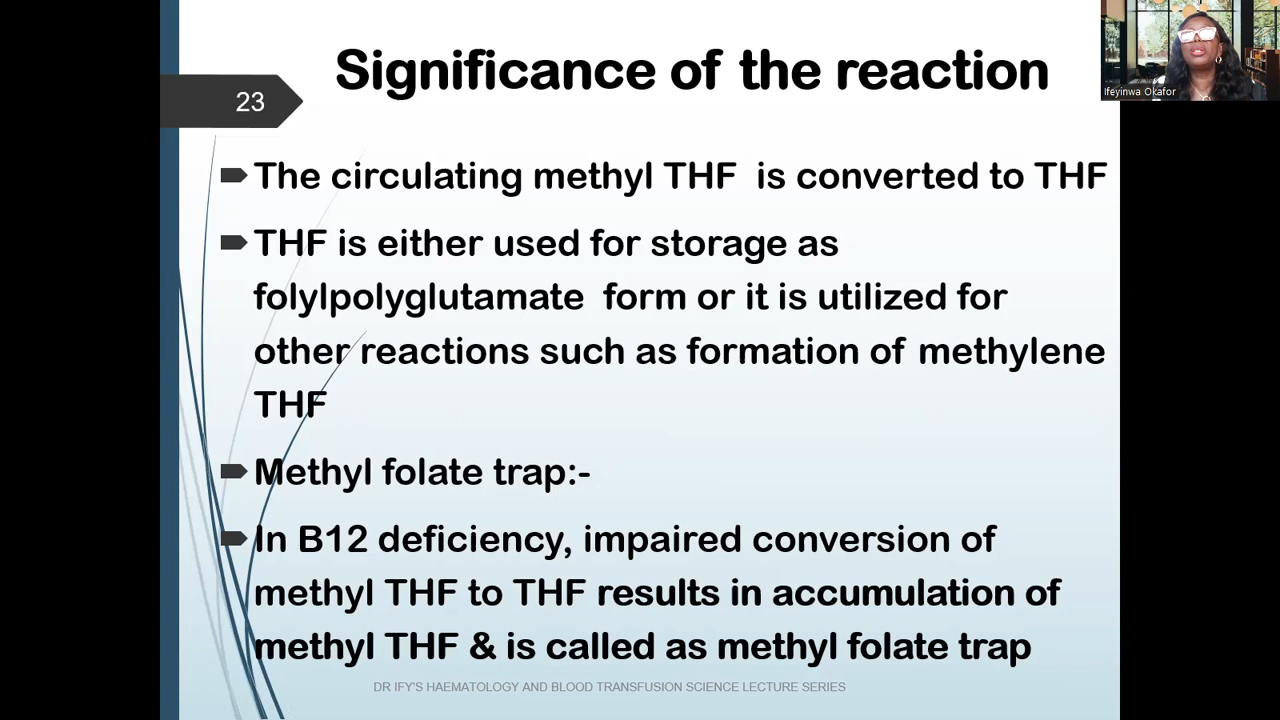 Significance of the reaction
Ifeyinwa Okafor
23
The circulating methyl THF is converted to THF
THF is either used for storage as
folylpolyglutamate form or it is utilized for
other reactions such as formation of methylene
THF
Methyl folate trap:-
In B12 deficiency, impaired conversion of
methyl THF to THF results in accumulation of
methyl THF & is called as methyl folate trap
DR IFY'S HAEMATOLOGY AND BLOOD TRANSFUSION SCIENCE LECTURE SERIES